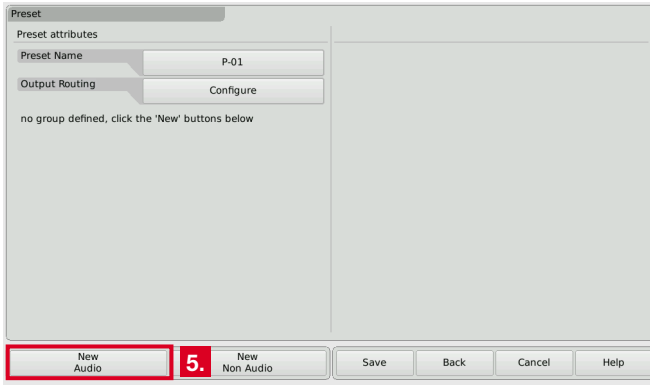 Preset
Preset attributes
Preset Name
P-01
Output Routing
Configure
no group defined, click the 'New' buttons below
New
Audio
5.
New
Non Audio
Save
Back
Cancel
Help